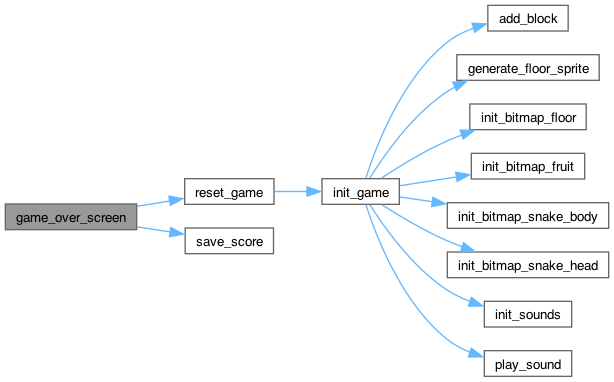 add_block
generate_floor_sprite
init_bitmap_floor
init_bitmap_fruit
reset_game
init_game
game_over_screen
init_bitmap_snake_body
save_score
init_bitmap_snake_head
init_sounds
play_sound